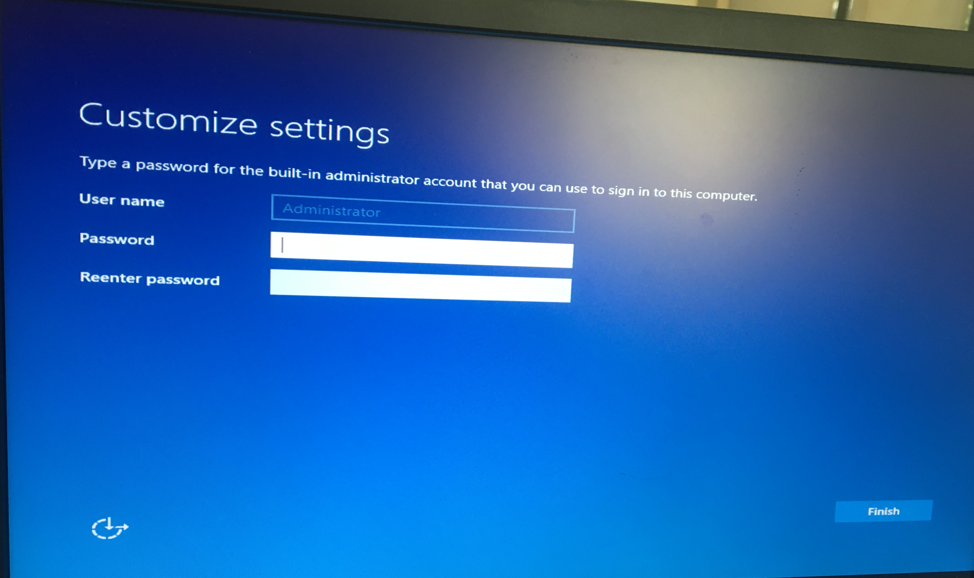 Customize settings
Type a password for the built-in administrator account that you can use to sign in to this computer.
User name
Administrator
Password
Reenter password
Finish